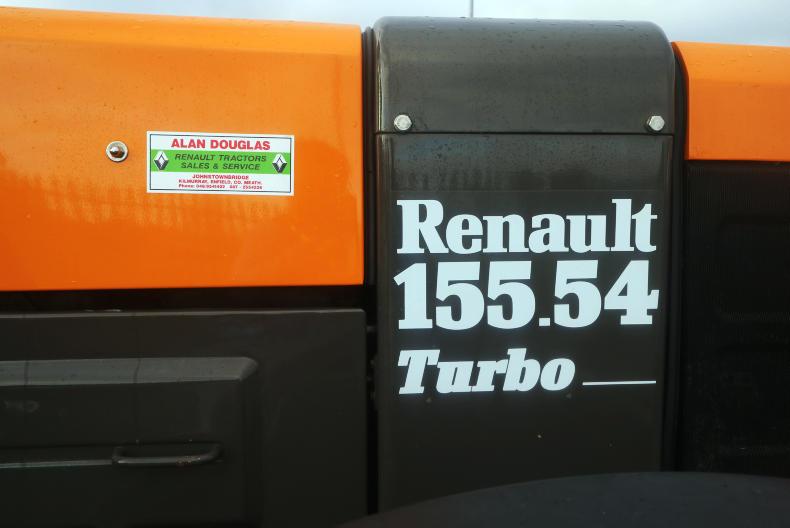 ALAN DOUGLAS
RENAULT TRACTORS
SALES & SERVICE
JOHNSTOWNBRIDGE
KILMURRAY, ENFIELD, CO. MEATH.
Renault
155.54
Turbo